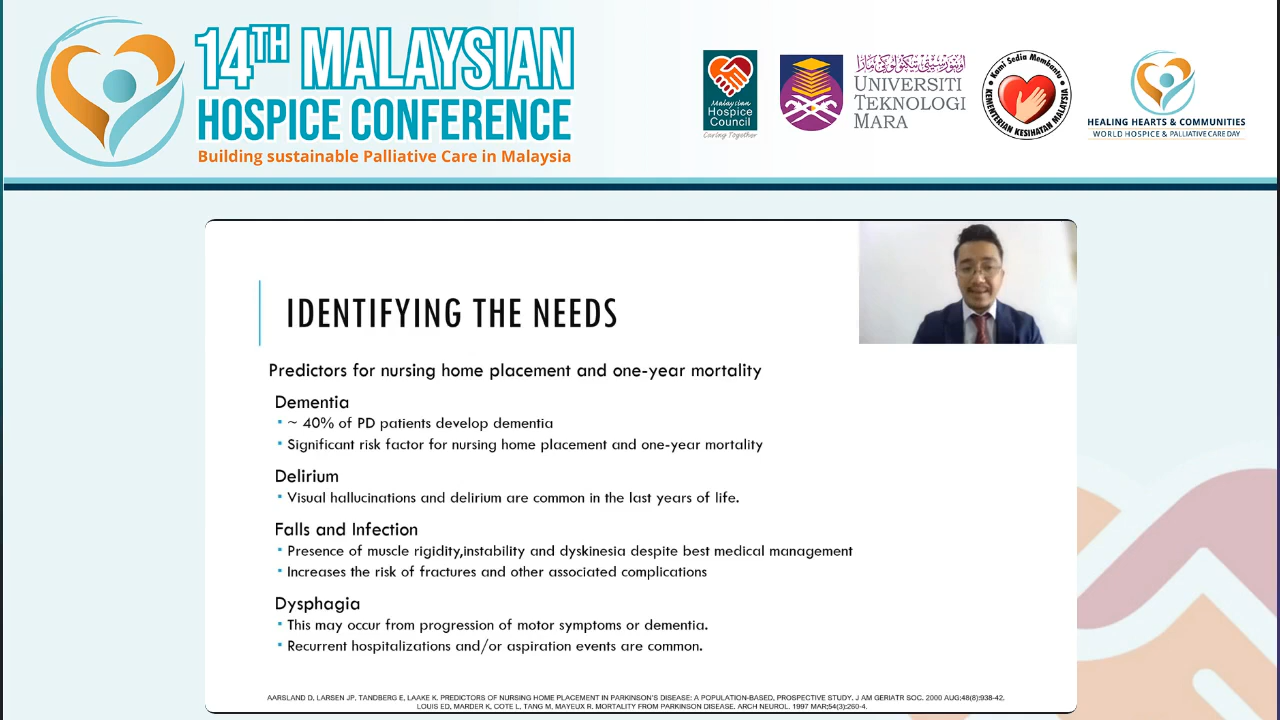 14TH MALAYSIAN
HOSPICE CONFERENCE
Building sustainable Palliative Care in Malaysia
Malaysian
Hospice
Council
Caring Together
UNIVERSITI
TEKNOLOGI
MARA
Kami Sedia Membantu
KEMENTERIAN KESIHATAN MALAYSIA
HEALING HEARTS & COMMUNITIES
WORLD HOSPICE & PALLIATIVE CARE DAY
IDENTIFYING THE NEEDS
Predictors for nursing home placement and one-year mortality
Dementia
▪ ~ 40% of PD patients develop dementia
▪ Significant risk factor for nursing home placement and one-year mortality
Delirium
▪ Visual hallucinations and delirium are common in the last years of life.
Falls and Infection
▪ Presence of muscle rigidity,instability and dyskinesia despite best medical management
▪ Increases the risk of fractures and other associated complications
Dysphagia
▪ This may occur from progression of motor symptoms or dementia.
▪ Recurrent hospitalizations and/or aspiration events are common.
AARSLAND D, LARSEN JP, TANDBERG E, LAAKE K. PREDICTORS OF NURSING HOME PLACEMENT IN PARKINSON'S DISEASE: A POPULATION-BASED, PROSPECTIVE STUDY. J AM GERIATR SOC. 2000 AUG;48(8):938-42.
LOUIS ED, MARDER K, COTE L, TANG M, MAYEUX R. MORTALITY FROM PARKINSON DISEASE. ARCH NEUROL. 1997 MAR;54(3):260-4.